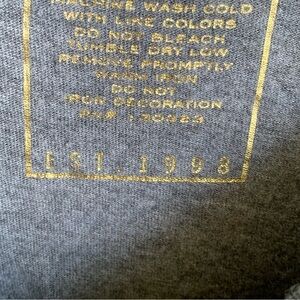 MACHINE WASH COLD
WITH LIKE COLORS
DO NOT BLEACH
TUMBLE DRY LOW
REMOVE PROMPTLY
WARM IRON
DO NOT
IRON DECORATION
EST. 1998